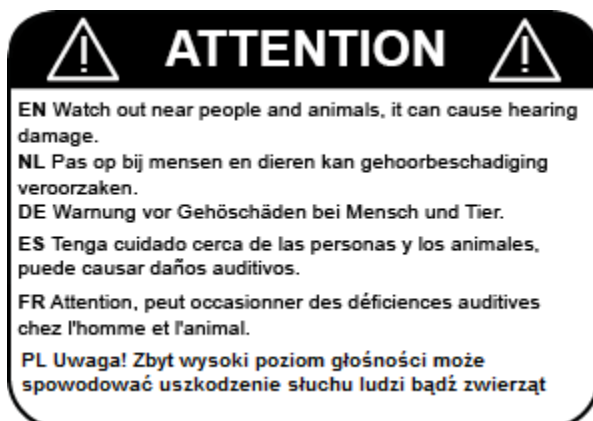 ATTENTION
EN Watch out near people and animals, it can cause hearing
damage.
NL Pas op bij mensen en dieren kan gehoorbeschadiging
veroorzaken.
DE Warnung vor Gehöschäden bei Mensch und Tier.
ES Tenga cuidado cerca de las personas y los animales,
puede causar daños auditivos.
FR Attention, peut occasionner des déficiences auditives
chez l'homme et l'animal.
PL Uwaga! Zbyt wysoki poziom głośności może
spowodować uszkodzenie słuchu ludzi bądź zwierząt